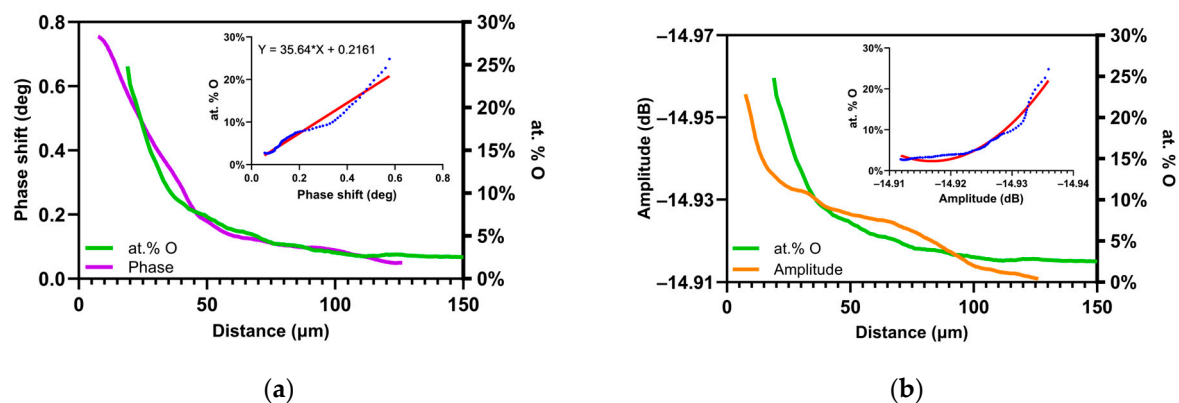 0.8
0.6
0.4
0.2
0.0
Phase shift (deg)
30%
25%
20%
15%
10%
5%
0%
at. % O
0
50
100
150
Distance (µm)
at.% O
Phase
Y = 35.64*X + 0.2161
30%
20%
10%
0%
at. % O
0.0
0.2
0.4
0.6
0.8
Phase shift (deg)
(a)
−14.97
−14.95
−14.93
−14.91
Amplitude (dB)
30%
25%
20%
15%
10%
5%
0%
at. % O
0
50
100
150
Distance (µm)
at.% O
Amplitude
30%
20%
10%
0%
at. % O
−14.91
−14.92
−14.93
−14.94
Amplitude (dB)
(b)